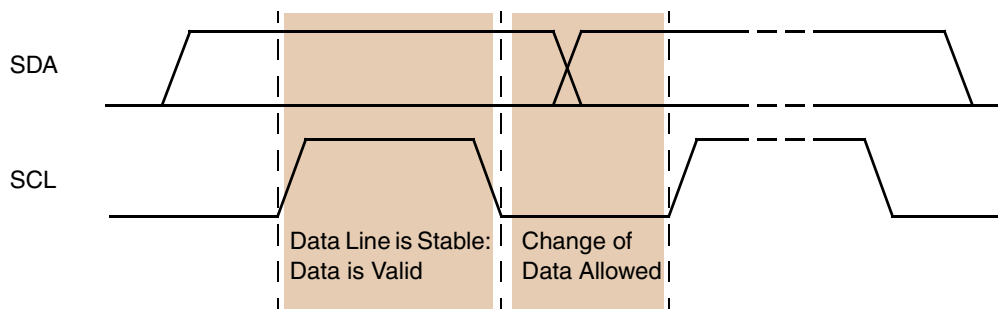 SDA
SCL
Data Line is Stable:
Data is Valid
Change of
Data Allowed